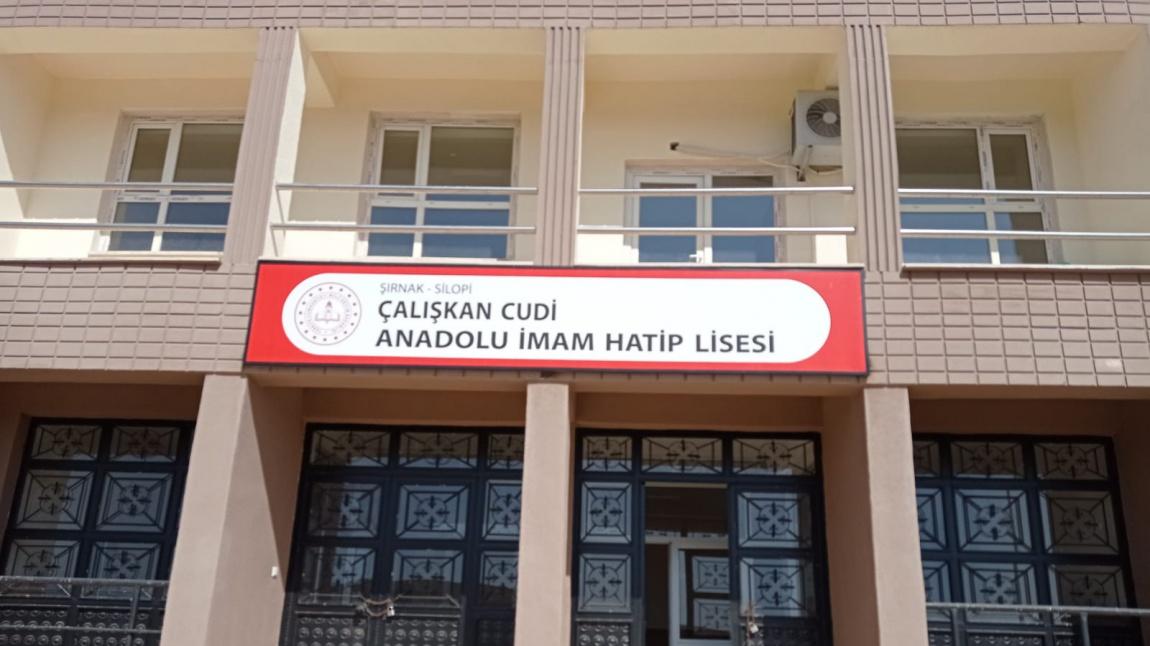 ŞIRNAK - SİLOPİ
ÇALIŞKAN CUDİ
ANADOLU İMAM HATİP LİSESİ